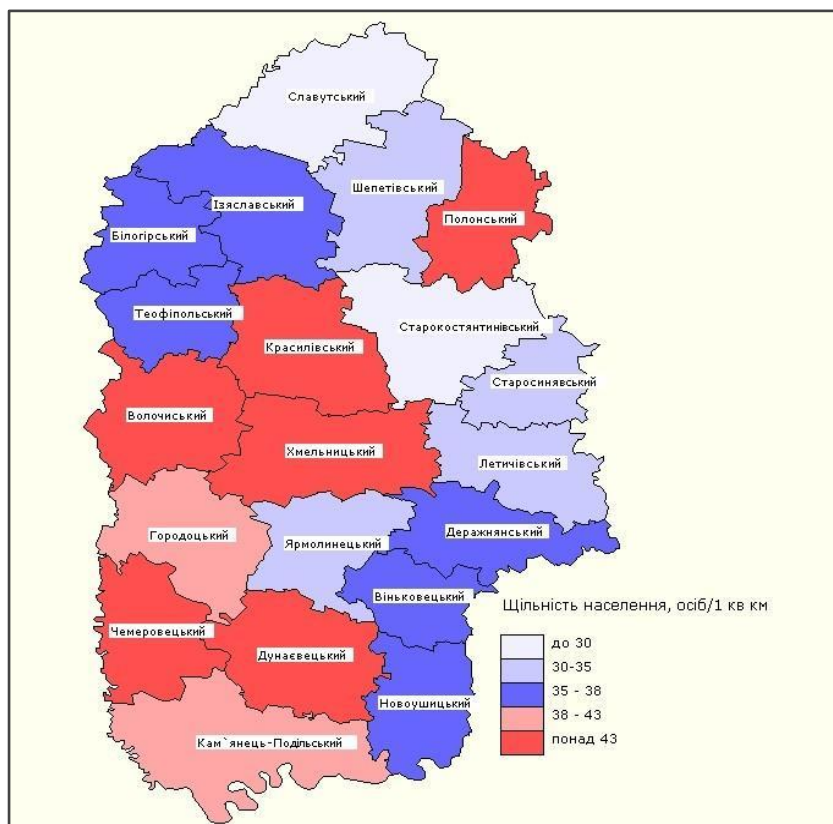 Славутський
Шепетівський
Ізяславський
Полонський
Білогірський
Теофіпольський
Старокостянтинівський
Красилівський
Старосинявський
Волочиський
Хмельницький
Летичівський
Городоцький
Ярмолинецький
Деражнянський
Віньковецький
Чемеровецький
Дунаєвецький
Новоушицький
Кам`янець-Подільський
Щільність населення, осіб/1 кв км
до 30
30-35
35 - 38
38 - 43
понад 43